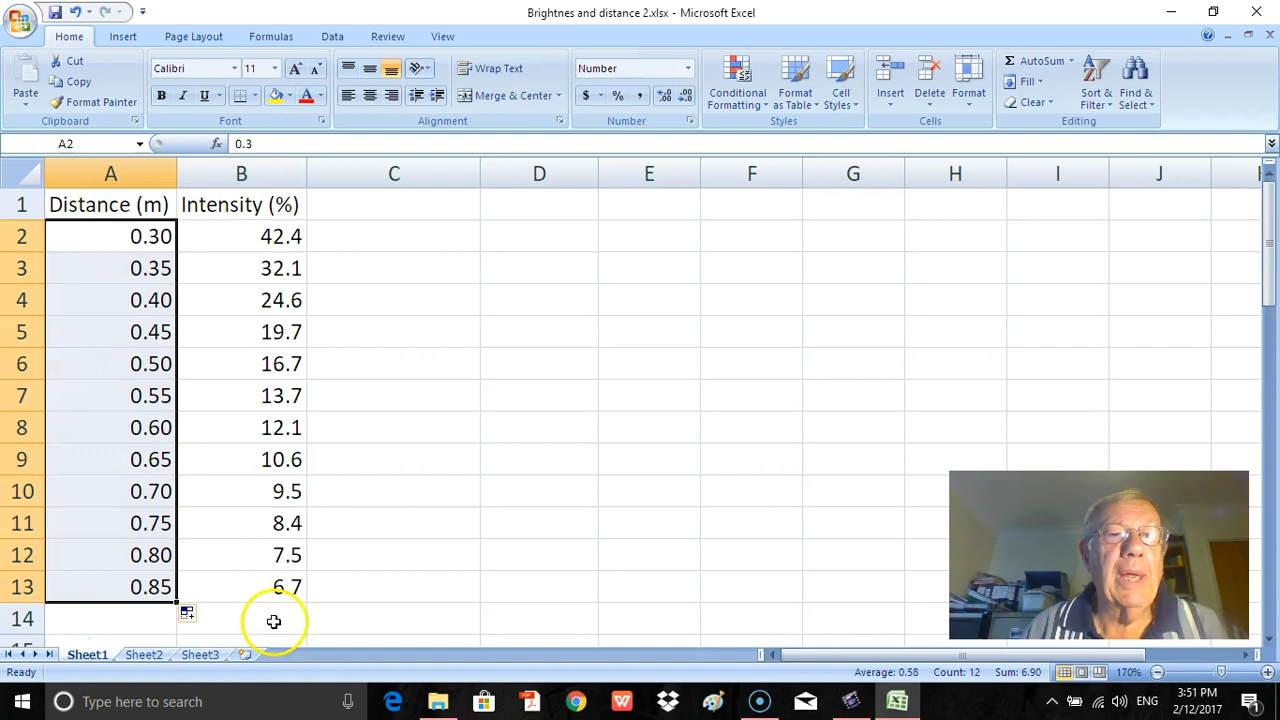 Brightnes and distance 2.xlsx - Microsoft Excel
Home Insert Page Layout Formulas Data Review View
Paste Cut Copy Format Painter Clipboard
Calibri 11 A A B I U A Font
Wrap Text Merge & Center Alignment
Number $ % , Number
Conditional Formatting Format as Table Cell Styles Styles
Insert Delete Format Cells
Σ AutoSum Fill Clear Sort & Filter Find & Select Editing
A2 fx 0.3
A B C D E F G H I J
1 Distance (m) Intensity (%)
2 0.30 42.4
3 0.35 32.1
4 0.40 24.6
5 0.45 19.7
6 0.50 16.7
7 0.55 13.7
8 0.60 12.1
9 0.65 10.6
10 0.70 9.5
11 0.75 8.4
12 0.80 7.5
13 0.85 6.7
14
Sheet1 Sheet2 Sheet3
Ready Average: 0.58 Count: 12 Sum: 6.90 170%
Type here to search ENG 3:51 PM
2/12/2017